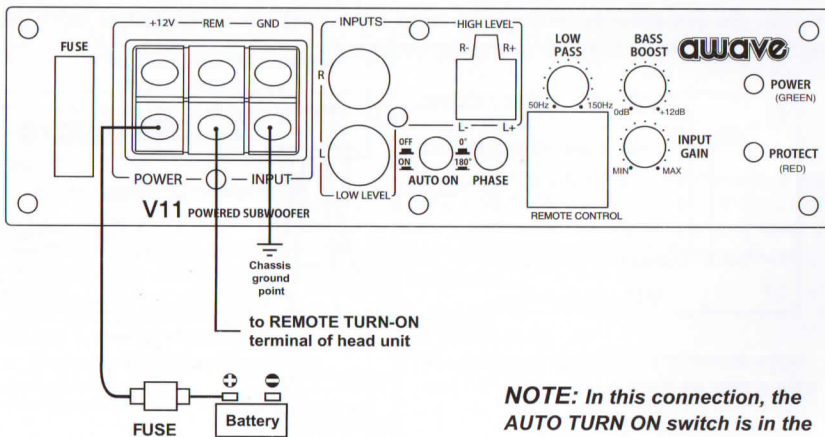 +12V REM GND
FUSE
POWER INPUT
V11 POWERED SUBWOOFER
INPUTS
R
L
LOW LEVEL
HIGH LEVEL
R- R+
L- L+
OFF
ON
AUTO ON
0°
180°
PHASE
LOW
PASS
50Hz 150Hz
REMOTE CONTROL
BASS
BOOST
0dB +12dB
INPUT
GAIN
MIN MAX
awave
POWER
(GREEN)
PROTECT
(RED)
Chassis
ground
point
to REMOTE TURN-ON
terminal of head unit
FUSE
Battery
NOTE: In this connection, the
AUTO TURN ON switch is in the